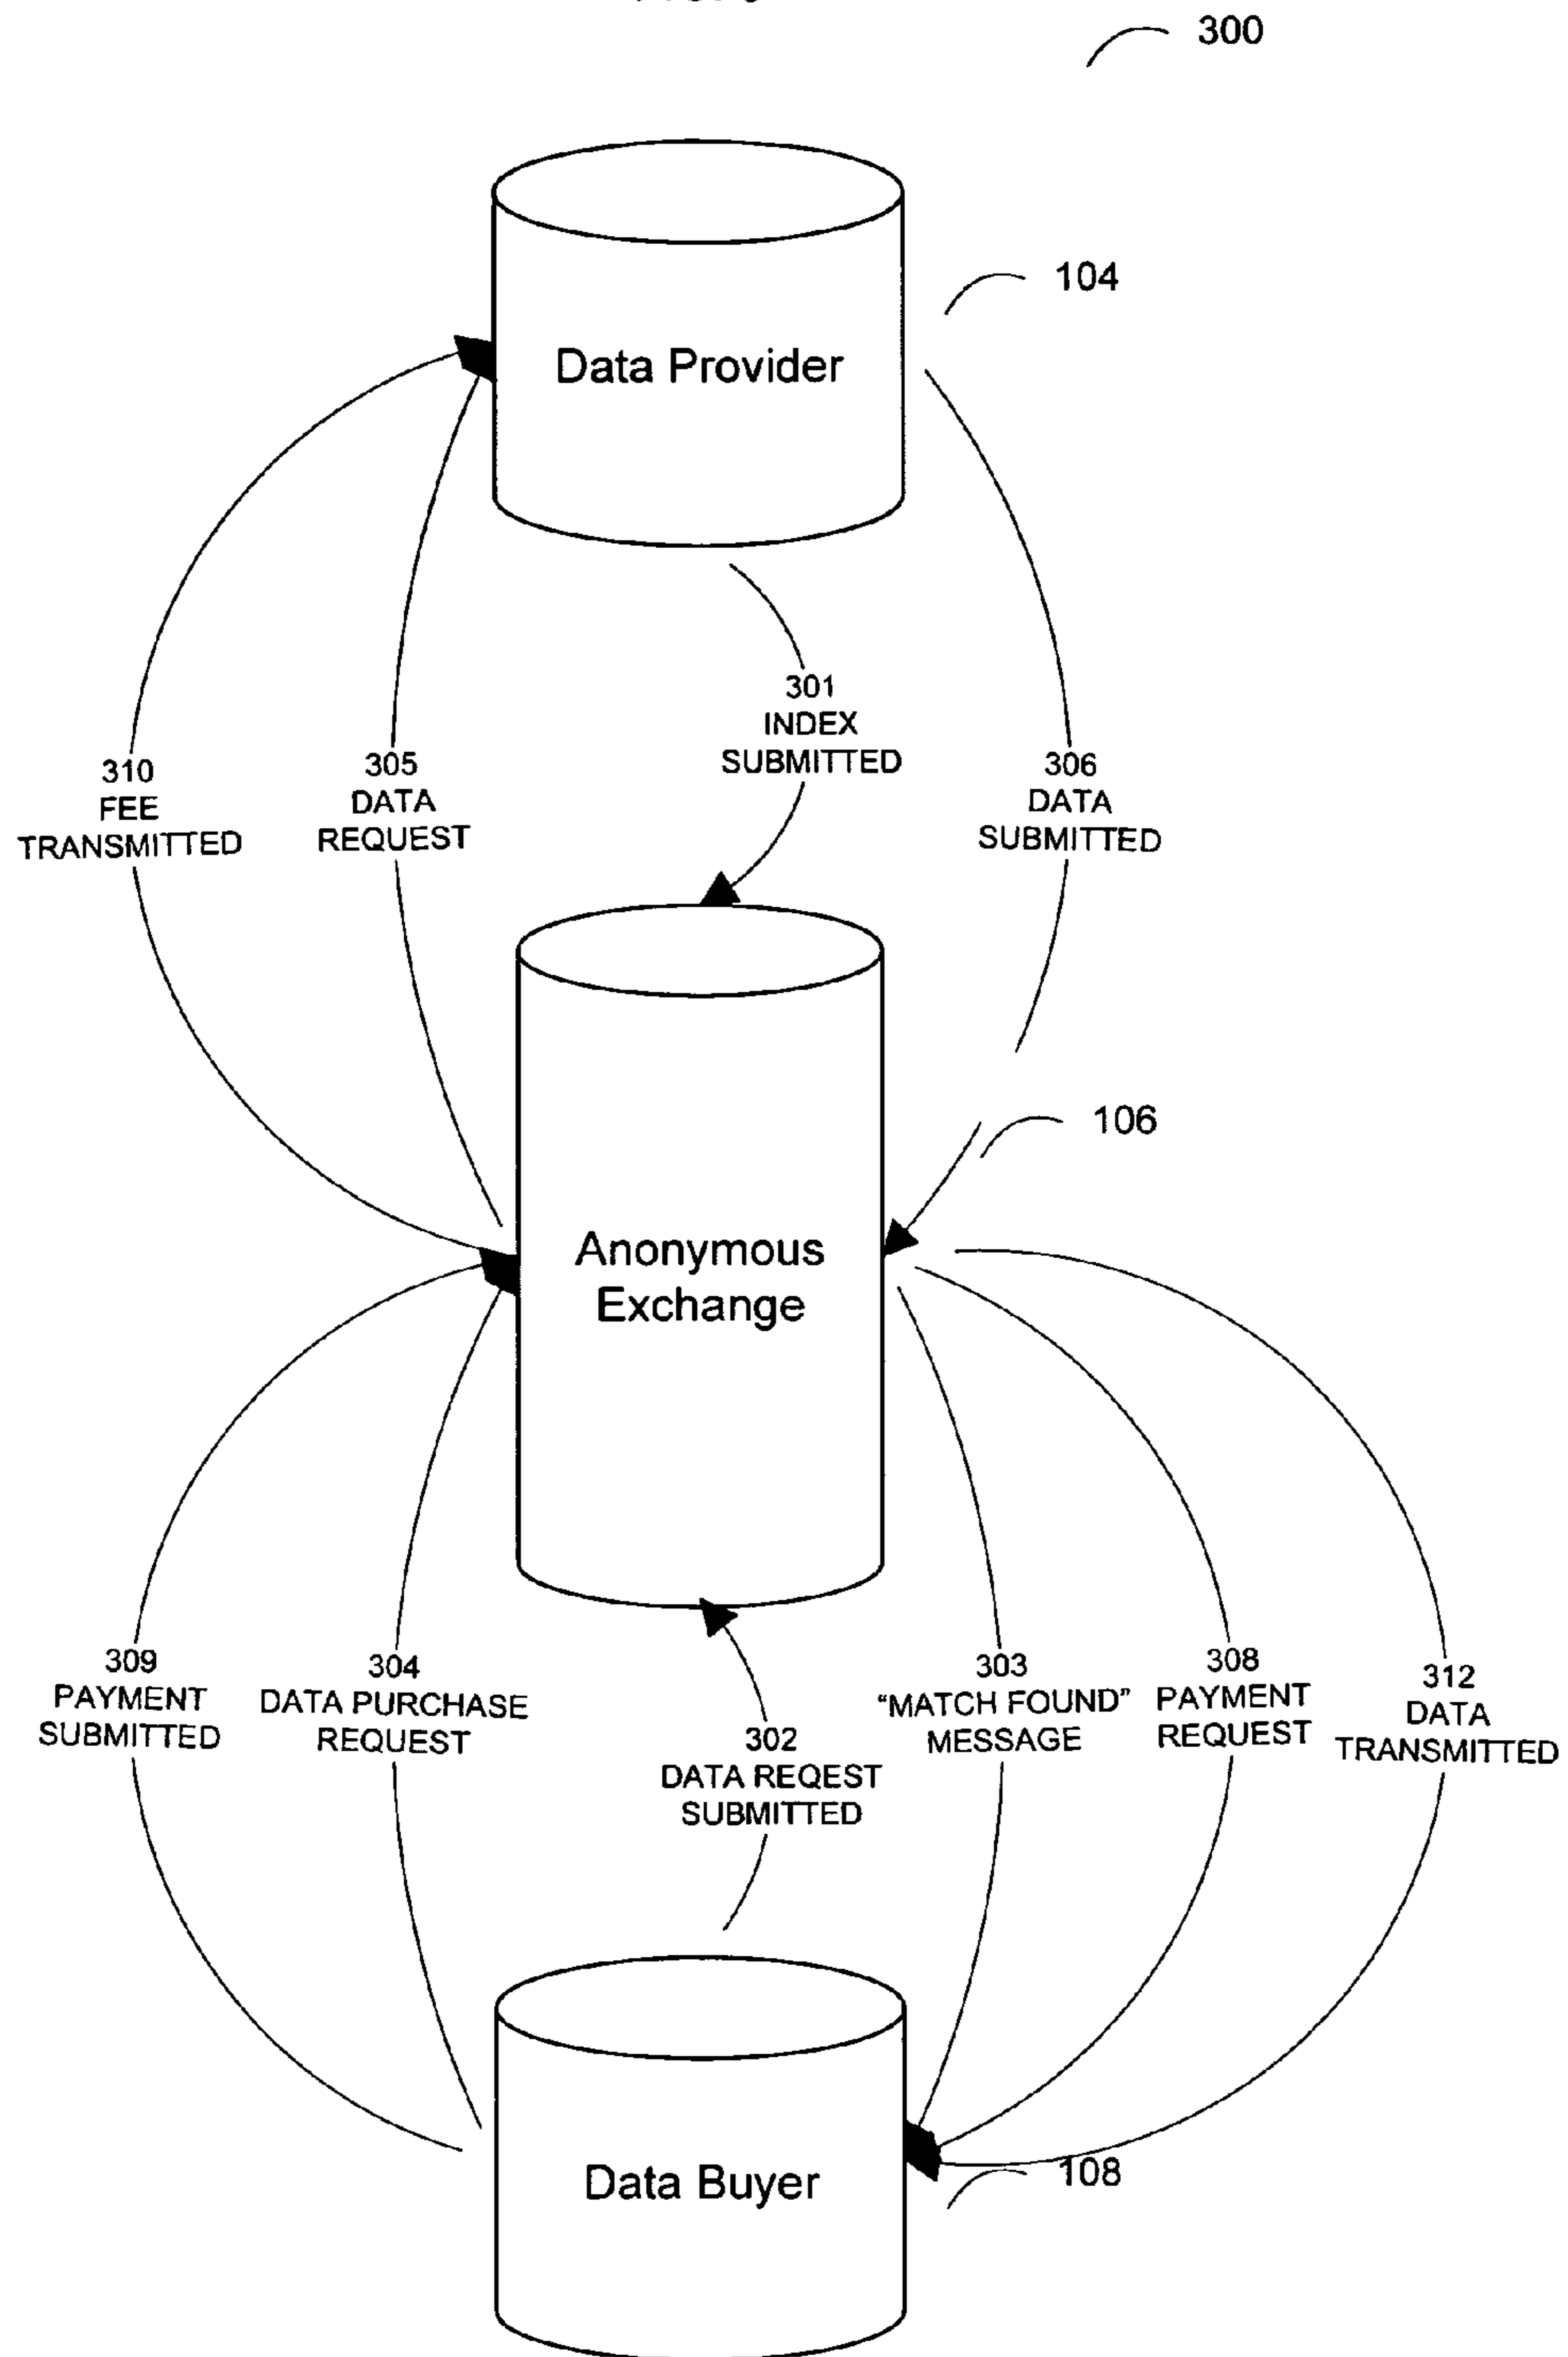 300
104
Data Provider
301
INDEX
SUBMITTED
310
FEE
TRANSMITTED
305
DATA
REQUEST
306
DATA
SUBMITTED
106
Anonymous
Exchange
309
PAYMENT
SUBMITTED
304
DATA PURCHASE
REQUEST
302
DATA REQEST
SUBMITTED
303
“MATCH FOUND”
MESSAGE
308
PAYMENT
REQUEST
312
DATA
TRANSMITTED
108
Data Buyer